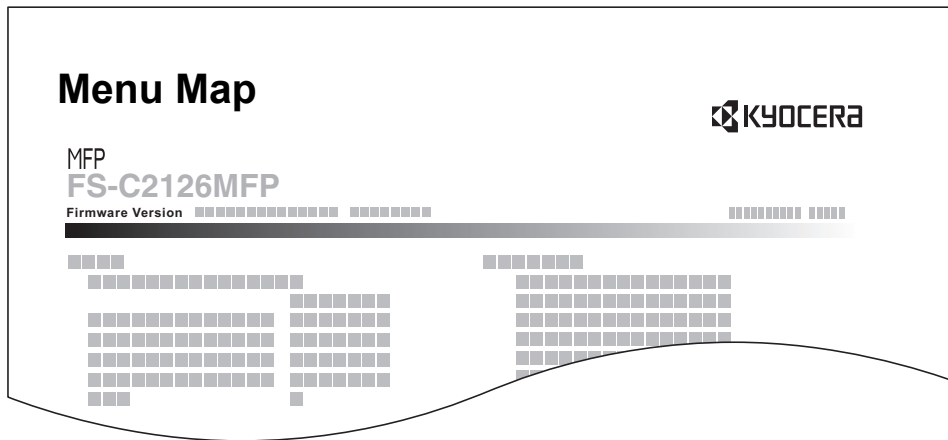 Menu Map
KYOCERA
MFP
FS-C2126MFP
Firmware Version